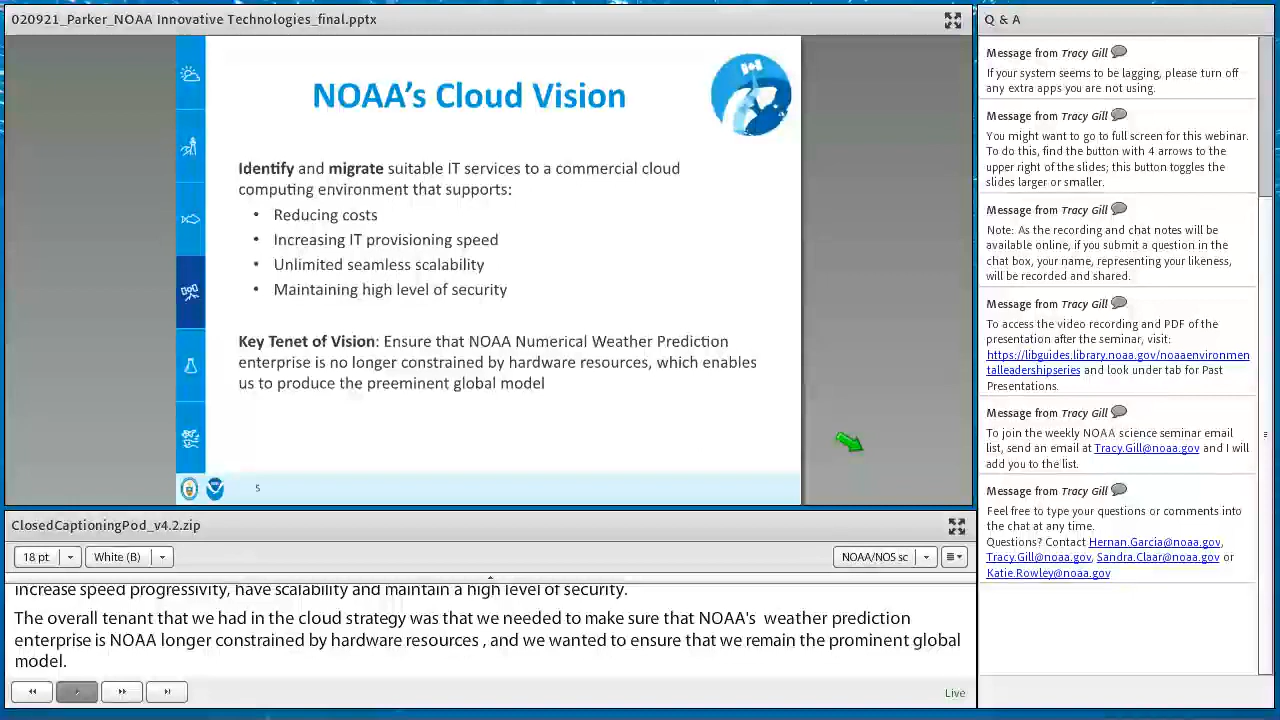 020921_Parker_NOAA Innovative Technologies_final.pptx
NOAA's Cloud Vision
Identify and migrate suitable IT services to a commercial cloud
computing environment that supports:
• Reducing costs
• Increasing IT provisioning speed
• Unlimited seamless scalability
• Maintaining high level of security
Key Tenet of Vision: Ensure that NOAA Numerical Weather Prediction
enterprise is no longer constrained by hardware resources, which enables
us to produce the preeminent global model
5
ClosedCaptioningPod_v4.2.zip
18 pt
White (B)
NOAA/NOS sc
increase speed progressivity, have scalability and maintain a high level of security.
The overall tenant that we had in the cloud strategy was that we needed to make sure that NOAA's  weather prediction
enterprise is NOAA longer constrained by hardware resources , and we wanted to ensure that we remain the prominent global
model.
Live
Q & A
Message from Tracy Gill
If your system seems to be lagging, please turn off
any extra apps you are not using.
Message from Tracy Gill
You might want to go to full screen for this webinar.
To do this, find the button with 4 arrows to the
upper right of the slides; this button toggles the
slides larger or smaller.
Message from Tracy Gill
Note: As the recording and chat notes will be
available online, if you submit a question in the
chat box, your name, representing your likeness,
will be recorded and shared.
Message from Tracy Gill
To access the video recording and PDF of the
presentation after the seminar, visit:
https://libguides.library.noaa.gov/noaaenvironmen
talleadershipseries and look under tab for Past
Presentations.
Message from Tracy Gill
To join the weekly NOAA science seminar email
list, send an email at Tracy.Gill@noaa.gov and I will
add you to the list.
Message from Tracy Gill
Feel free to type your questions or comments into
the chat at any time.
Questions? Contact Hernan.Garcia@noaa.gov,
Tracy.Gill@noaa.gov, Sandra.Claar@noaa.gov or
Katie.Rowley@noaa.gov